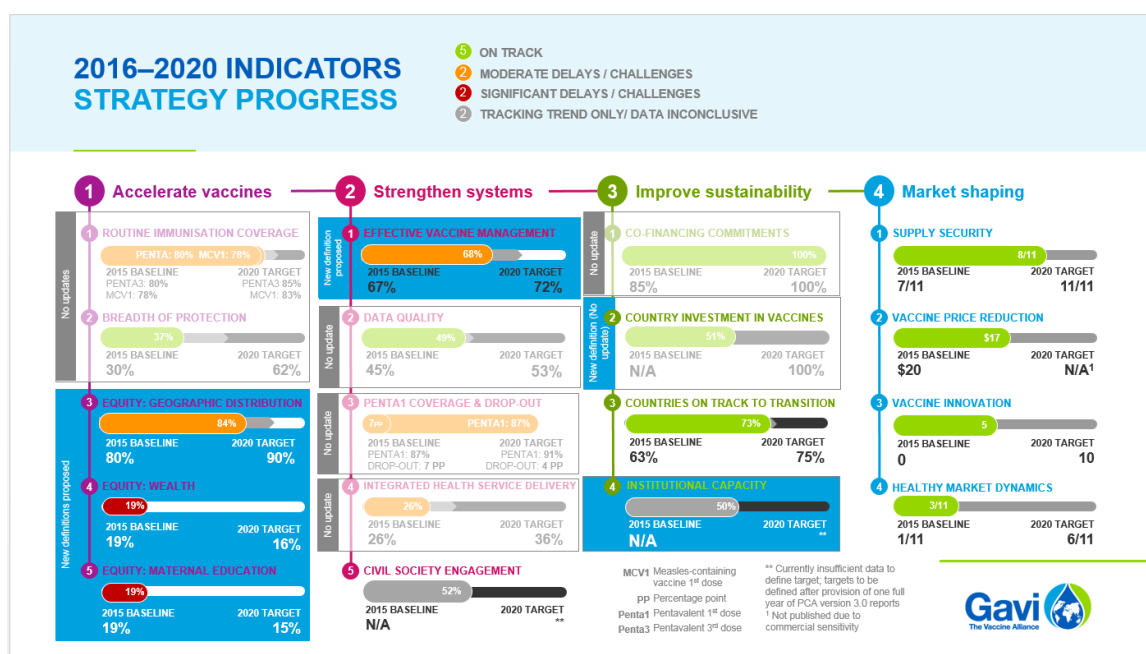 2016–2020 INDICATORS
STRATEGY PROGRESS
5 ON TRACK
2 MODERATE DELAYS / CHALLENGES
2 SIGNIFICANT DELAYS / CHALLENGES
2 TRACKING TREND ONLY/ DATA INCONCLUSIVE
1 Accelerate vaccines
No updates
1 ROUTINE IMMUNISATION COVERAGE
PENTA: 80% MCV1: 78%
2015 BASELINE 2020 TARGET
PENTA3: 80% PENTA3 85%
MCV1: 78% MCV1: 83%
2 BREADTH OF PROTECTION
37%
2015 BASELINE 2020 TARGET
30% 62%
New definitions proposed
3 EQUITY: GEOGRAPHIC DISTRIBUTION
84%
2015 BASELINE 2020 TARGET
80% 90%
4 EQUITY: WEALTH
19%
2015 BASELINE 2020 TARGET
19% 16%
5 EQUITY: MATERNAL EDUCATION
19%
2015 BASELINE 2020 TARGET
19% 15%
2 Strengthen systems
New definition
proposed
1 EFFECTIVE VACCINE MANAGEMENT
68%
2015 BASELINE 2020 TARGET
67% 72%
No update
2 DATA QUALITY
49%
2015 BASELINE 2020 TARGET
45% 53%
No update
3 PENTA1 COVERAGE & DROP-OUT
7PP PENTA1: 87%
2015 BASELINE 2020 TARGET
PENTA1: 87% PENTA1: 91%
DROP-OUT: 7 PP DROP-OUT: 4 PP
No update
4 INTEGRATED HEALTH SERVICE DELIVERY
26%
2015 BASELINE 2020 TARGET
26% 36%
5 CIVIL SOCIETY ENGAGEMENT
52%
2015 BASELINE 2020 TARGET
N/A **
3 Improve sustainability
No update
1 CO-FINANCING COMMITMENTS
100%
2015 BASELINE 2020 TARGET
85% 100%
New definition (No
update)
2 COUNTRY INVESTMENT IN VACCINES
51%
2015 BASELINE 2020 TARGET
N/A 100%
3 COUNTRIES ON TRACK TO TRANSITION
73%
2015 BASELINE 2020 TARGET
63% 75%
4 INSTITUTIONAL CAPACITY
50%
2015 BASELINE 2020 TARGET
N/A **
4 Market shaping
1 SUPPLY SECURITY
8/11
2015 BASELINE 2020 TARGET
7/11 11/11
2 VACCINE PRICE REDUCTION
$17
2015 BASELINE 2020 TARGET
$20 N/A¹
3 VACCINE INNOVATION
5
2015 BASELINE 2020 TARGET
0 10
4 HEALTHY MARKET DYNAMICS
3/11
2015 BASELINE 2020 TARGET
1/11 6/11
MCV1 Measles-containing
vaccine 1st dose
PP Percentage point
Penta1 Pentavalent 1st dose
Penta3 Pentavalent 3rd dose
** Currently insufficient data to
define target; targets to be
defined after provision of one full
year of PCA version 3.0 reports
¹ Not published due to
commercial sensitivity
Gavi
The Vaccine Alliance